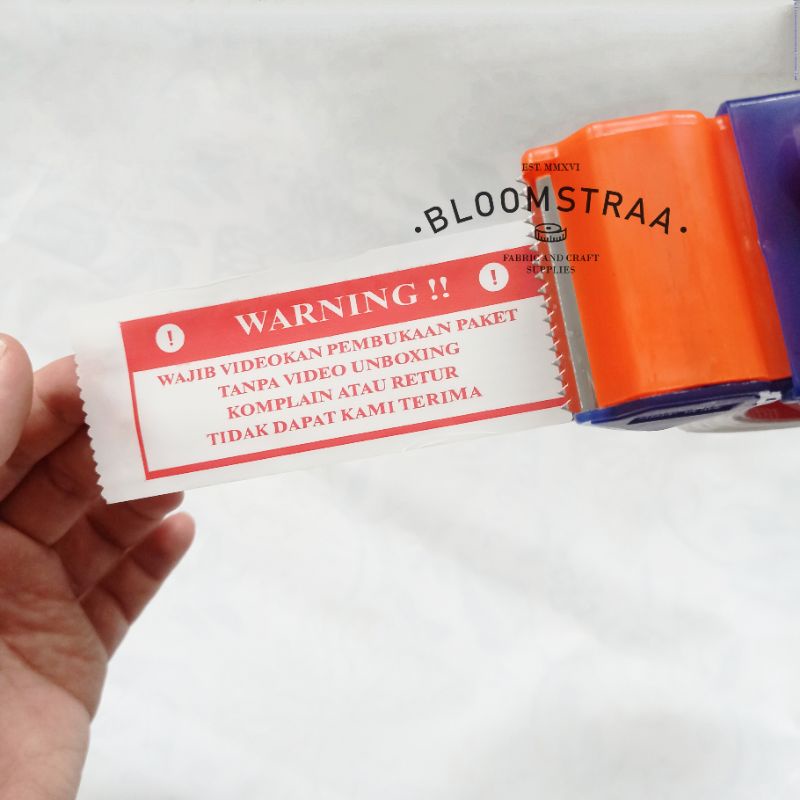 EST. MMXVI
• BLOOMSTRAA •
FABRIC AND CRAFT
SUPPLIES
! WARNING !! !
WAJIB VIDEOKAN PEMBUKAAN PAKET
TANPA VIDEO UNBOXING
KOMPLAIN ATAU RETUR
TIDAK DAPAT KAMI TERIMA